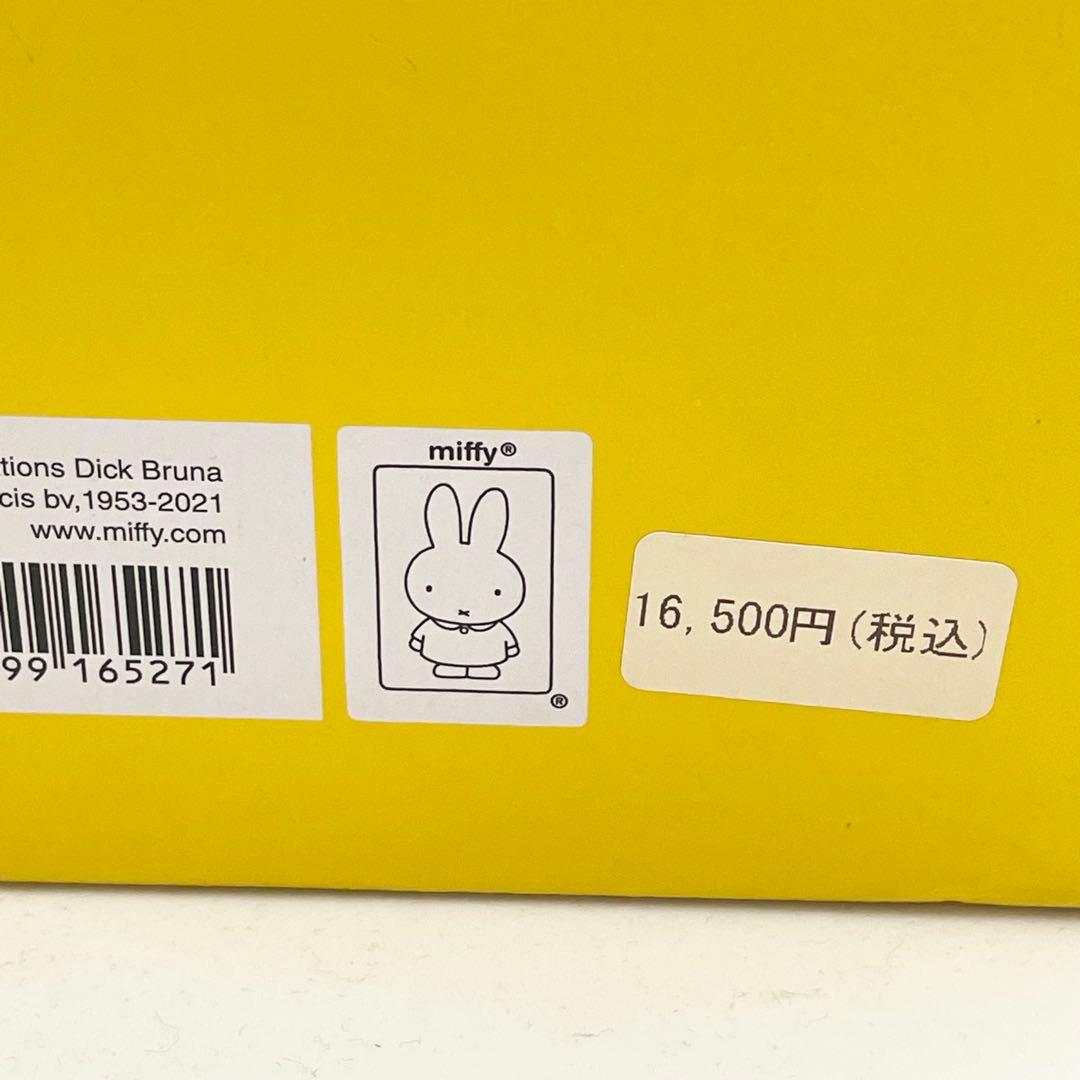 tions Dick Bruna
cis bv,1953-2021
www.miffy.com
99 165271
miffy®
®
16,500円(税込)